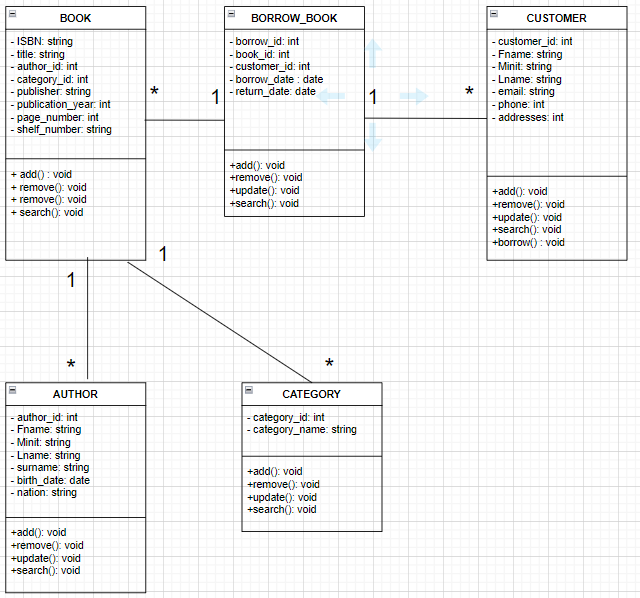 BOOK
- ISBN: string
- title: string
- author_id: int
- category_id: int
- publisher: string
- publication_year: int
- page_number: int
- shelf_number: string
+ add() : void
+ remove(): void
+ remove(): void
+ search(): void
BORROW_BOOK
- borrow_id: int
- book_id: int
- customer_id: int
- borrow_date : date
- return_date: date
+add(): void
+remove(): void
+update(): void
+search(): void
CUSTOMER
- customer_id: int
- Fname: string
- Minit: string
- Lname: string
- email: string
- phone: int
- addresses: int
+add(): void
+remove(): void
+update(): void
+search(): void
+borrow() : void
*
1
1
*
1
1
*
*
AUTHOR
- author_id: int
- Fname: string
- Minit: string
- Lname: string
- surname: string
- birth_date: date
- nation: string
+add(): void
+remove(): void
+update(): void
+search(): void
CATEGORY
- category_id: int
- category_name: string
+add(): void
+remove(): void
+update(): void
+search(): void